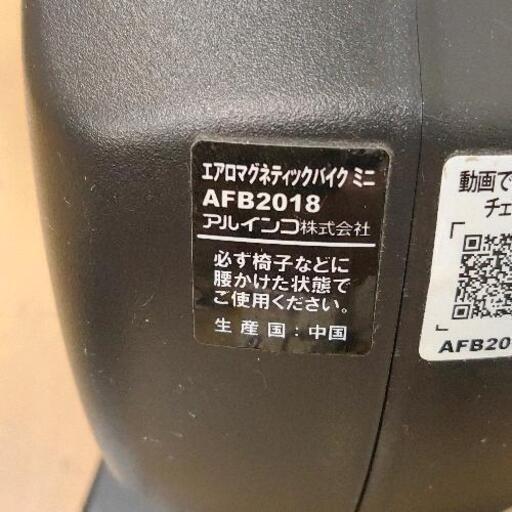 エアロマグネティックバイク ミニ
AFB2018
アルインコ株式会社
必ず椅子などに
腰かけた状態で
ご使用ください。
生産国:中国
動画で
チェ
AFB20